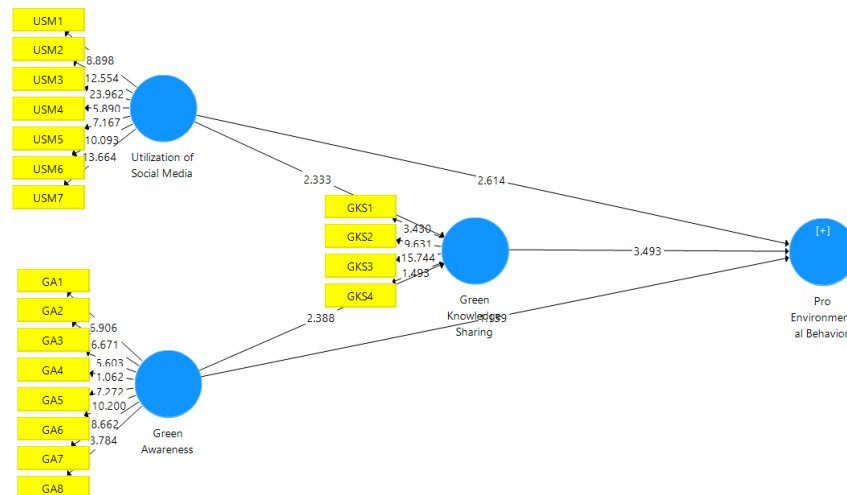 USM1
USM2
USM3
USM4
USM5
USM6
USM7
8.898
12.554
23.962
5.890
7.167
10.093
13.664
Utilization of
Social Media
2.333
2.614
GKS1
GKS2
GKS3
GKS4
3.430
9.631
15.744
1.493
Green
Knowledge
Sharing
3.493
[+]
Pro
Environment
al Behavior
GA1
GA2
GA3
GA4
GA5
GA6
GA7
GA8
6.906
6.671
5.603
1.062
7.272
10.200
8.662
3.784
Green
Awareness
2.388